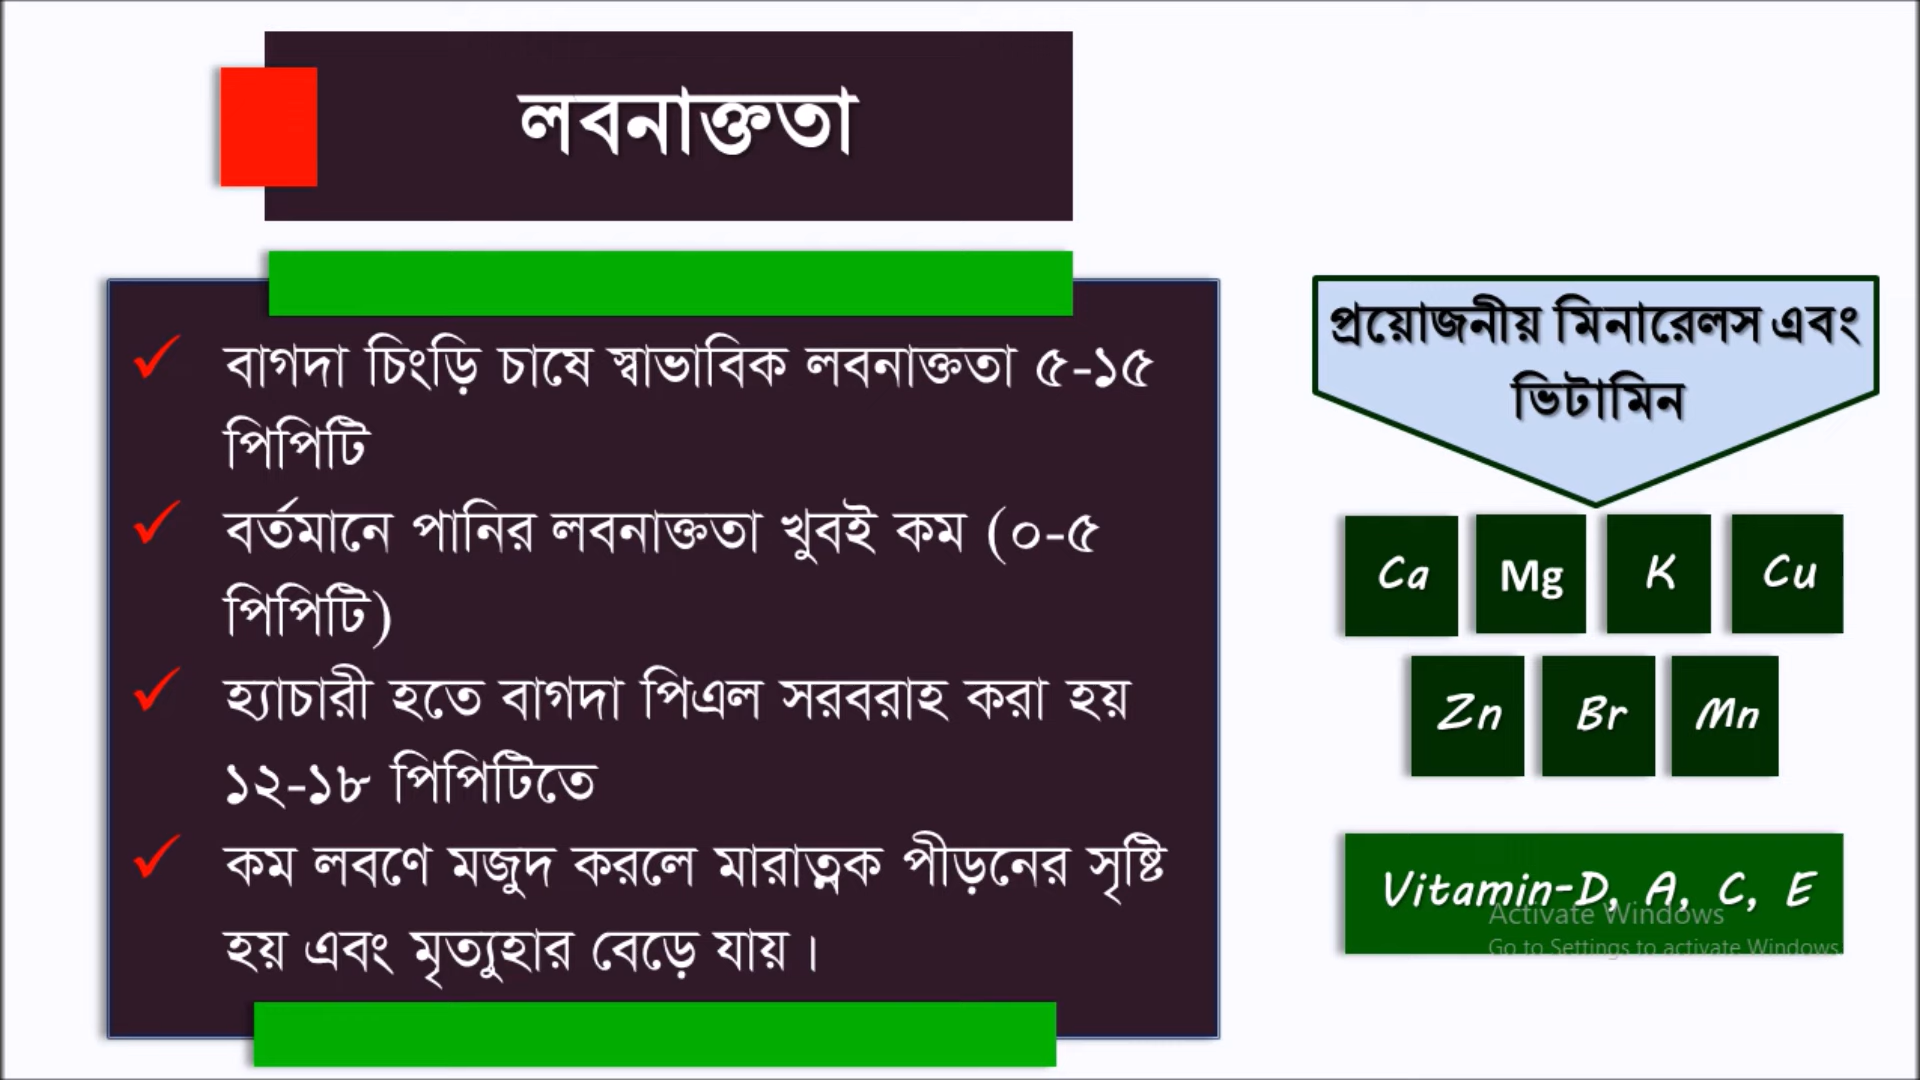 লবনাক্ততা
বাগদা চিংড়ি চাষে স্বাভাবিক লবনাক্ততা ৫-১৫
পিপিটি
বর্তমানে পানির লবনাক্ততা খুবই কম (০-৫
পিপিটি)
হ্যাচারী হতে বাগদা পিএল সরবরাহ করা হয়
১২-১৮ পিপিটিতে
কম লবণে মজুদ করলে মারাত্নক পীড়নের সৃষ্টি
হয় এবং মৃত্যুহার বেড়ে যায়।
প্রয়োজনীয় মিনারেলস এবং
ভিটামিন
Ca Mg K Cu
Zn Br Mn
Vitamin-D, A, C, E
Activate Windows
Go to Settings to activate Windows.